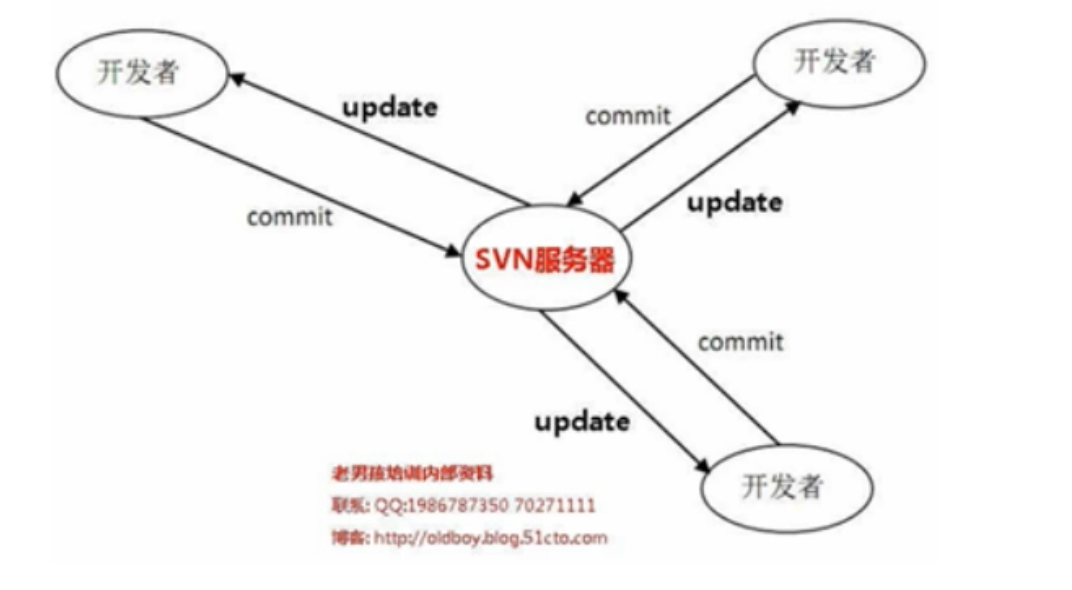 开发者
开发者
update
commit
commit
update
SVN服务器
commit
update
开发者
老男孩培训内部资料
联系: QQ:1986787350 70271111
博客: http://oldboy.blog.51cto.com